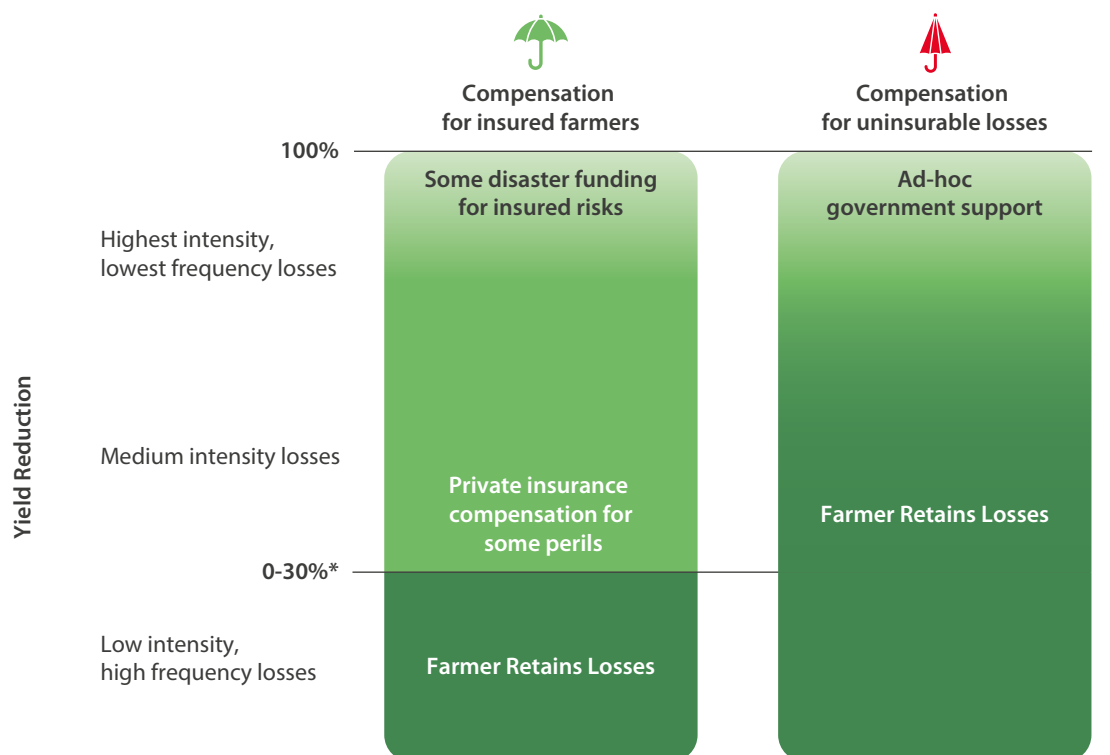 Compensation
for insured farmers
Compensation
for uninsurable losses
100%
Some disaster funding
for insured risks
Ad-hoc
government support
Highest intensity,
lowest frequency losses
Yield Reduction
Medium intensity losses
Private insurance
compensation for
some perils
Farmer Retains Losses
0-30%*
Low intensity,
high frequency losses
Farmer Retains Losses